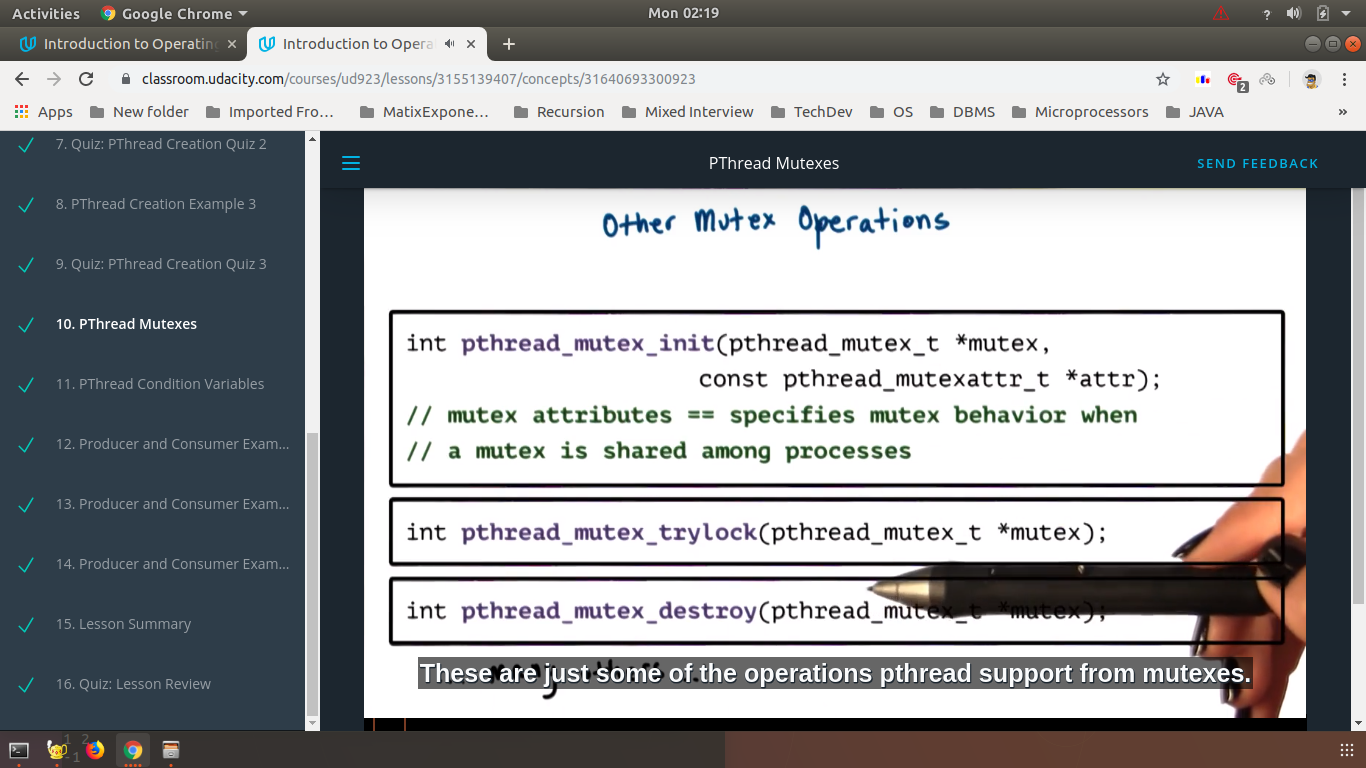 Activities
Google Chrome
Mon 02:19
Introduction to Operating
Introduction to Opera
classroom.udacity.com/courses/ud923/lessons/3155139407/concepts/31640693300923
2
Apps
New folder
Imported Fro…
MatixExpone…
Recursion
Mixed Interview
TechDev
OS
DBMS
Microprocessors
JAVA
»
7. Quiz: PThread Creation Quiz 2
8. PThread Creation Example 3
9. Quiz: PThread Creation Quiz 3
10. PThread Mutexes
11. PThread Condition Variables
12. Producer and Consumer Exam...
13. Producer and Consumer Exam...
14. Producer and Consumer Exam...
15. Lesson Summary
16. Quiz: Lesson Review
PThread Mutexes
SEND FEEDBACK
Other Mutex Operations
int pthread_mutex_init(pthread_mutex_t *mutex,
const pthread_mutexattr_t *attr);
// mutex attributes == specifies mutex behavior when
// a mutex is shared among processes
int pthread_mutex_trylock(pthread_mutex_t *mutex);
int pthread_mutex_destroy(pthread_mutex_t *mutex);
These are just some of the operations pthread support from mutexes.